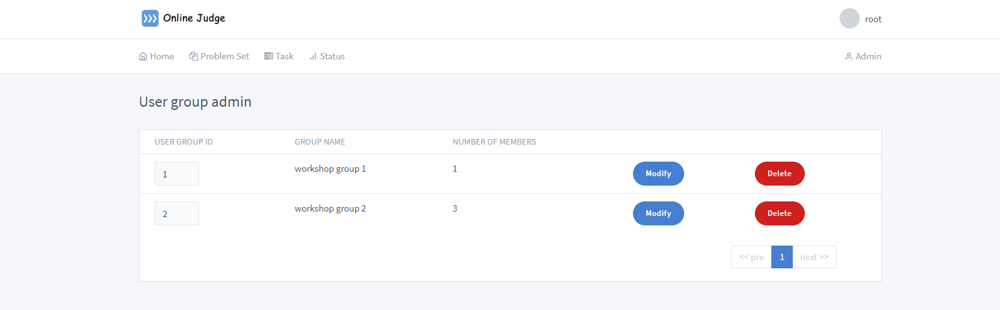 Online Judge
root
Home Problem Set Task Status Admin
User group admin
USER GROUP ID GROUP NAME NUMBER OF MEMBERS
1 workshop group 1 1 Modify Delete
2 workshop group 2 3 Modify Delete
<< pre 1 next >>